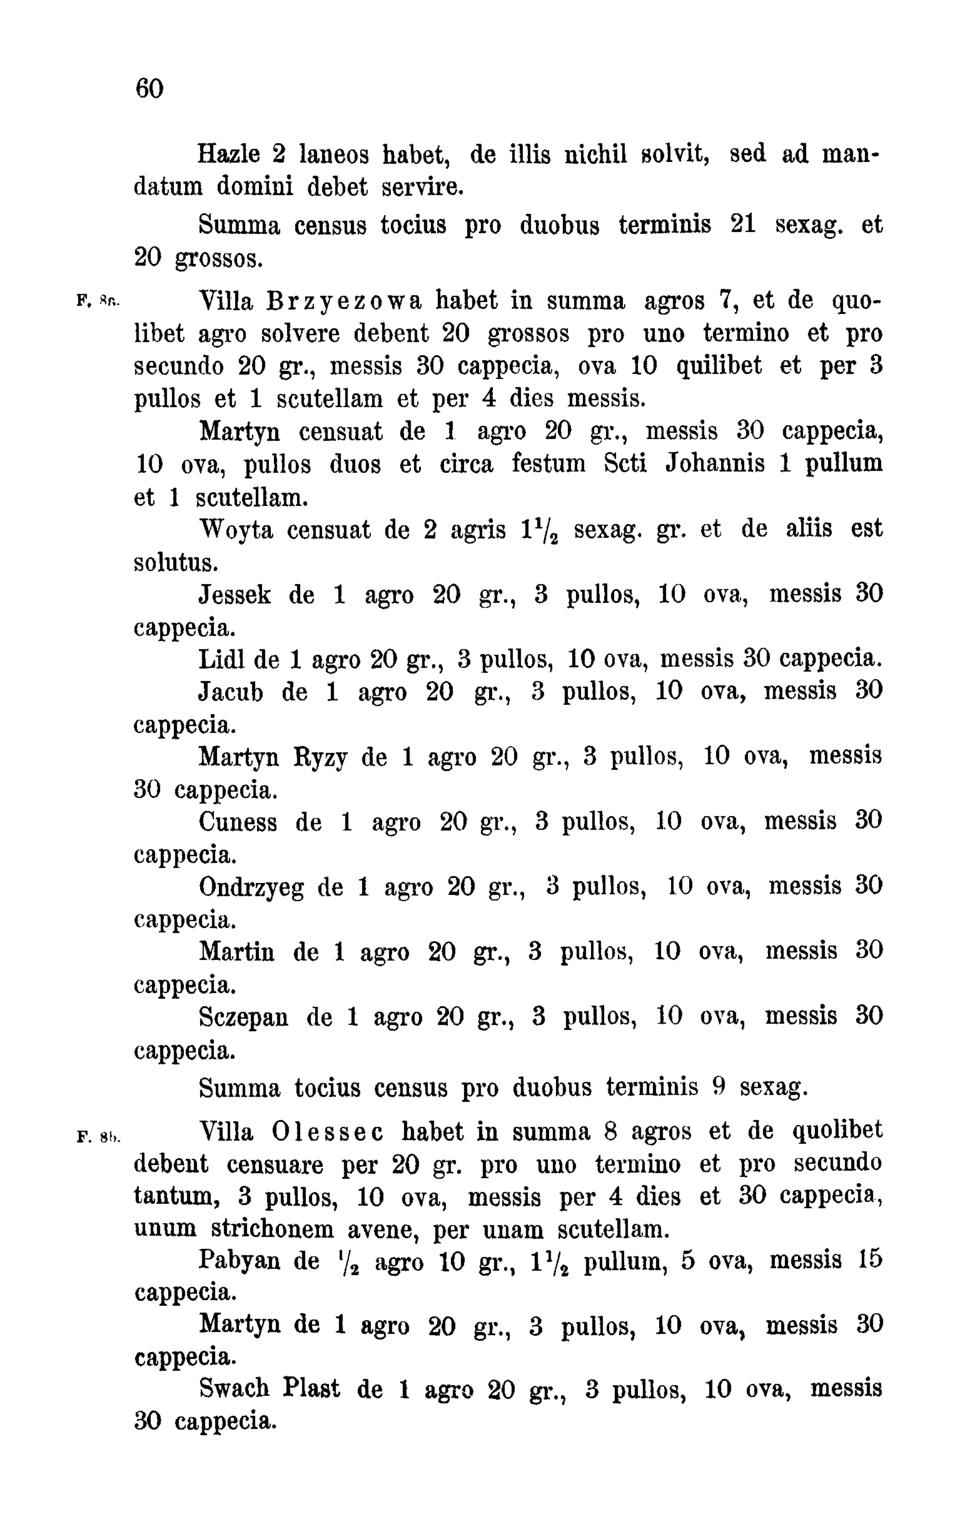 60
Hazle 2 laneos habet, de illis nichil solvit, sed ad man-
datum domini debet servire.
Summa census tocius pro duobus terminis 21 sexag. et
20 grossos.
F. 8a. Villa Brzyezowa habet in summa agros 7, et de quo-
libet agro solvere debent 20 grossos pro uno termino et pro
secundo 20 gr., messis 30 cappecia, ova 10 quilibet et per 3
pullos et 1 scutellam et per 4 dies messis.
Martyn censuat de 1 agro 20 gr., messis 30 cappecia,
10 ova, pullos duos et circa festum Scti Johannis 1 pullum
et 1 scutellam.
Woyta censuat de 2 agris 1½ sexag. gr. et de aliis est
solutus.
Jessek de 1 agro 20 gr., 3 pullos, 10 ova, messis 30
cappecia.
Lidl de 1 agro 20 gr., 3 pullos, 10 ova, messis 30 cappecia.
Jacub de 1 agro 20 gr., 3 pullos, 10 ova, messis 30
cappecia.
Martyn Ryzy de 1 agro 20 gr., 3 pullos, 10 ova, messis
30 cappecia.
Cuness de 1 agro 20 gr., 3 pullos, 10 ova, messis 30
cappecia.
Ondrzyeg de 1 agro 20 gr., 3 pullos, 10 ova, messis 30
cappecia.
Martin de 1 agro 20 gr., 3 pullos, 10 ova, messis 30
cappecia.
Sczepan de 1 agro 20 gr., 3 pullos, 10 ova, messis 30
cappecia.
Summa tocius census pro duobus terminis 9 sexag.
F. 8b. Villa Olessec habet in summa 8 agros et de quolibet
debent censuare per 20 gr. pro uno termino et pro secundo
tantum, 3 pullos, 10 ova, messis per 4 dies et 30 cappecia,
unum strichonem avene, per unam scutellam.
Pabyan de ½ agro 10 gr., 1½ pullum, 5 ova, messis 15
cappecia.
Martyn de 1 agro 20 gr., 3 pullos, 10 ova, messis 30
cappecia.
Swach Plast de 1 agro 20 gr., 3 pullos, 10 ova, messis
30 cappecia.